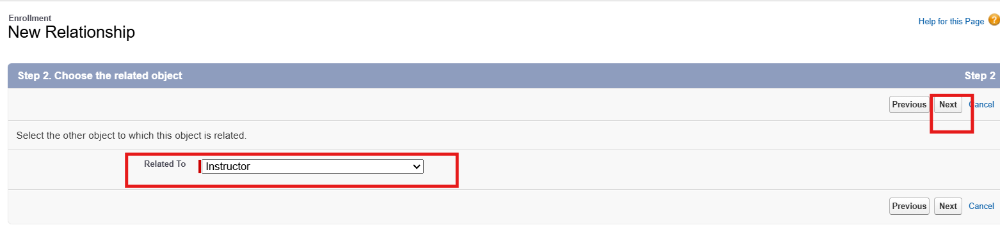 Enrollment
New Relationship
Help for this Page ?
Step 2. Choose the related object
Step 2
Previous Next Cancel
Select the other object to which this object is related.
Related To Instructor
Previous Next Cancel